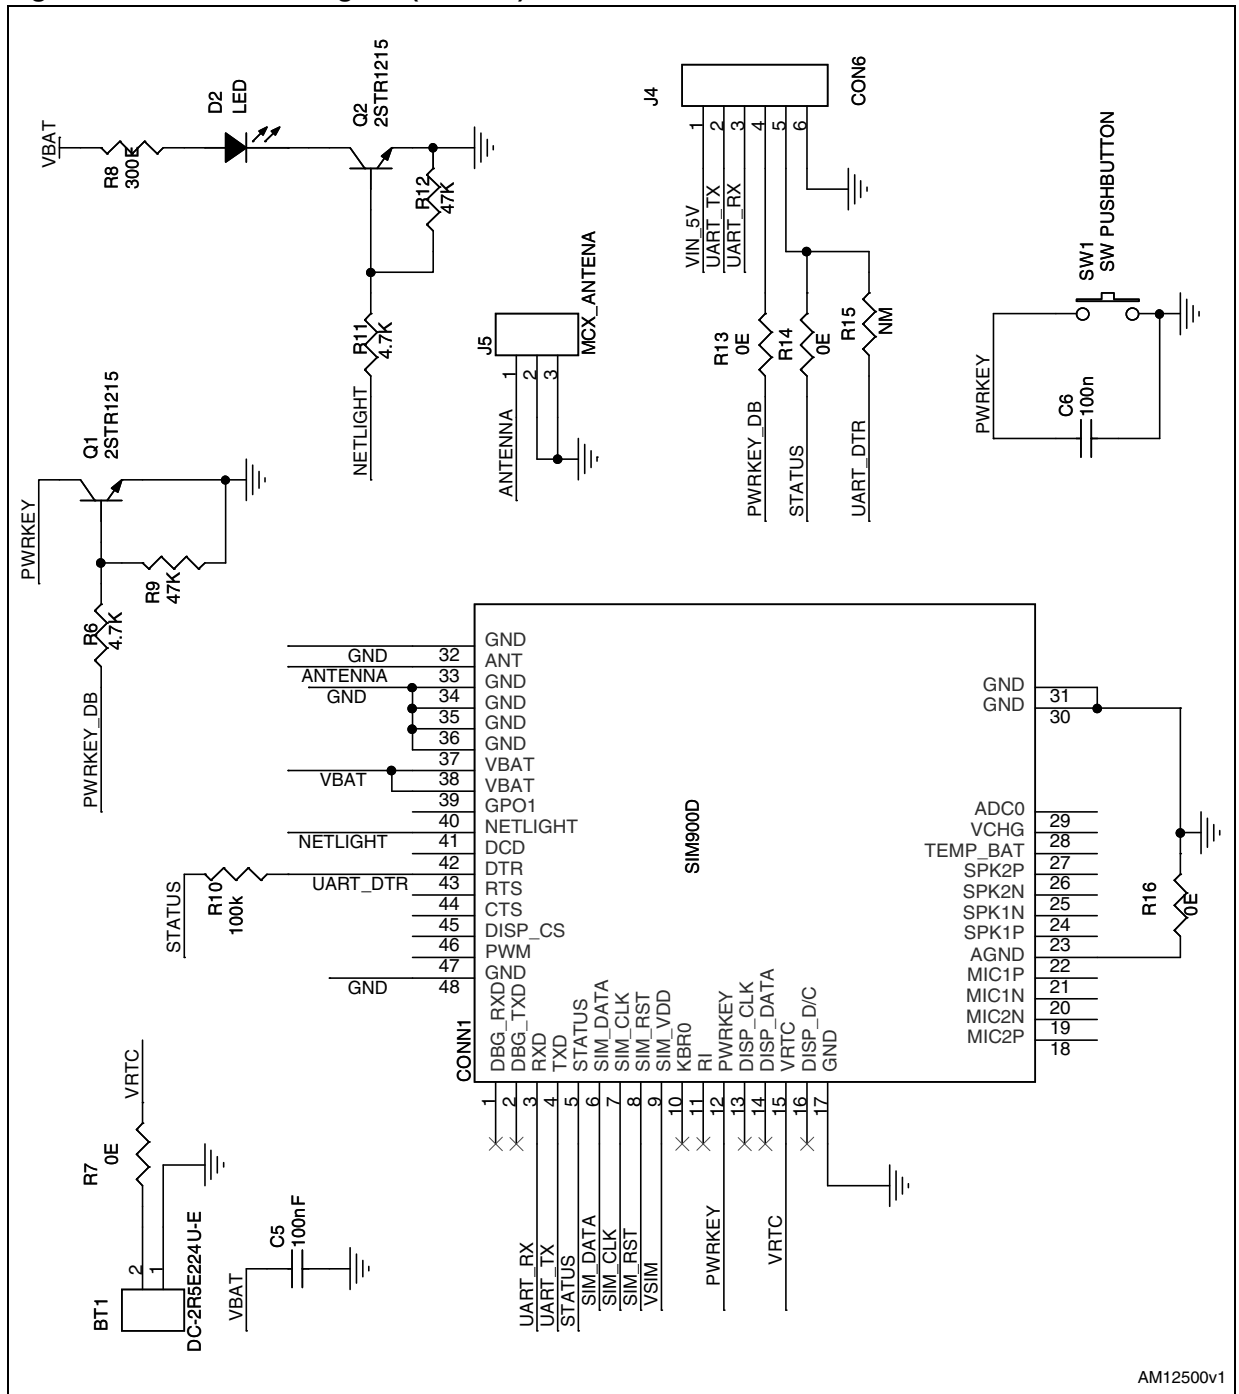 VBAT
R8
300E
D2
LED
Q2
2STR1215
R12
47K
R11
4.7K
NETLIGHT
J5
MCX_ANTENA
1
2
3
ANTENNA
J4
CON6
1
2
3
4
5
6
VIN_5V
UART_TX
UART_RX
R13
0E
R14
0E
R15
NM
PWRKEY_DB
STATUS
UART_DTR
SW1
SW PUSHBUTTON
PWRKEY
C6
100n
Q1
2STR1215
PWRKEY
R9
47K
R6
4.7K
PWRKEY_DB
GND
32
GND
ANT
33
ANTENNA
GND
34
GND
GND
35
GND
36
GND
37
VBAT
38
VBAT
VBAT
39
GPO1
40
NETLIGHT
41
NETLIGHT
DCD
42
DTR
43
UART_DTR
RTS
44
CTS
45
DISP_CS
46
PWM
47
GND
48
GND
STATUS
R10
100k
SIM900D
CONN1
GND
31
GND
30
ADC0
29
VCHG
28
TEMP_BAT
27
SPK2P
26
SPK2N
25
SPK1N
24
SPK1P
23
AGND
22
MIC1P
21
MIC1N
20
MIC2N
19
MIC2P
18
R16
0E
DBG_RXD
DBG_TXD
RXD
TXD
STATUS
SIM_DATA
SIM_CLK
SIM_RST
SIM_VDD
KBR0
RI
PWRKEY
DISP_CLK
DISP_DATA
VRTC
DISP_D/C
GND
1
2
3
4
5
6
7
8
9
10
11
12
13
14
15
16
17
UART_RX
UART_TX
STATUS
SIM_DATA
SIM_CLK
SIM_RST
VSIM
PWRKEY
VRTC
VRTC
R7
0E
2
1
BT1
DC-2R5E224U-E
VBAT
C5
100nF
AM12500v1